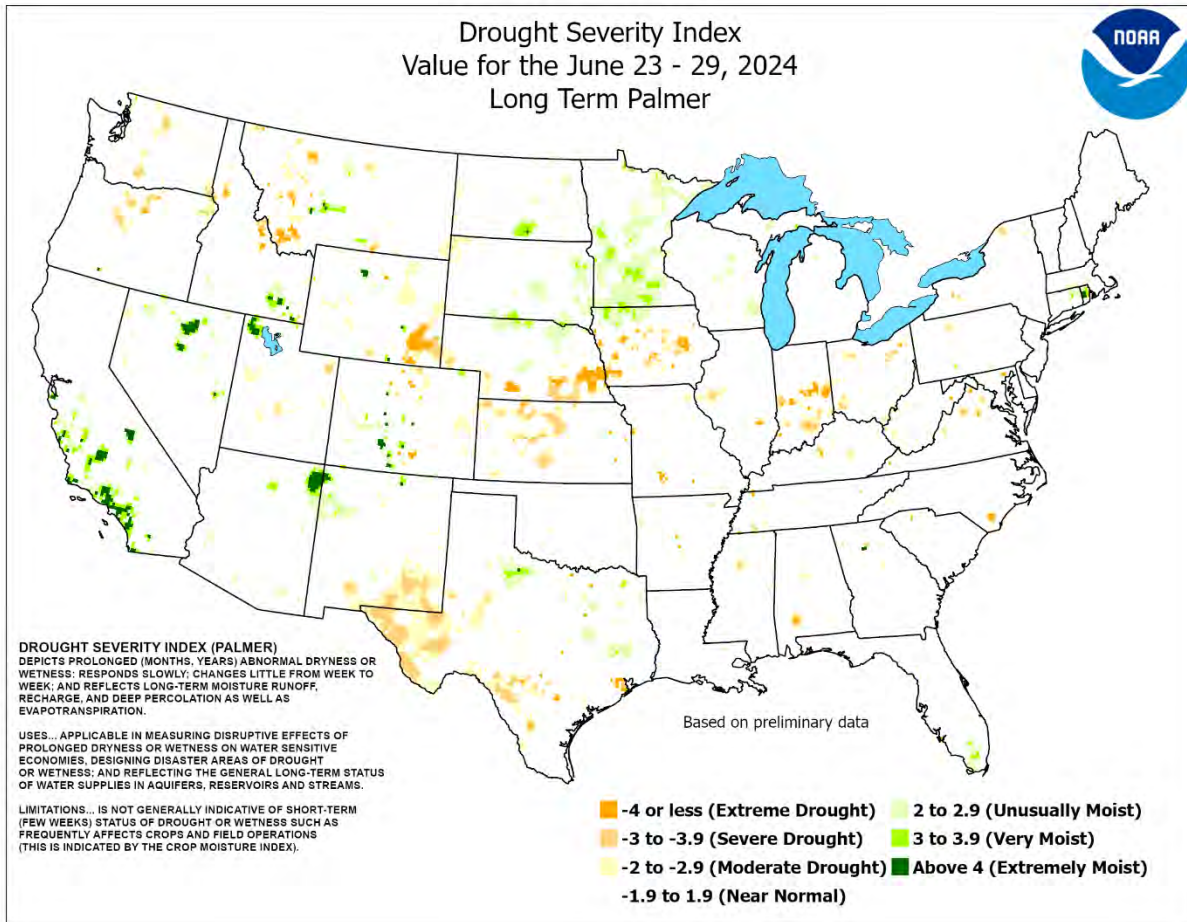 Drought Severity Index
Value for the June 23 - 29, 2024
Long Term Palmer
NOAA
DROUGHT SEVERITY INDEX (PALMER)
DEPICTS PROLONGED (MONTHS, YEARS) ABNORMAL DRYNESS OR
WETNESS: RESPONDS SLOWLY; CHANGES LITTLE FROM WEEK TO
WEEK; AND REFLECTS LONG-TERM MOISTURE RUNOFF,
RECHARGE, AND DEEP PERCOLATION AS WELL AS
EVAPOTRANSPIRATION.
USES... APPLICABLE IN MEASURING DISRUPTIVE EFFECTS OF
PROLONGED DRYNESS OR WETNESS ON WATER SENSITIVE
ECONOMIES, DESIGNING DISASTER AREAS OF DROUGHT
OR WETNESS; AND REFLECTING THE GENERAL LONG-TERM STATUS
OF WATER SUPPLIES IN AQUIFERS, RESERVOIRS AND STREAMS.
LIMITATIONS... IS NOT GENERALLY INDICATIVE OF SHORT-TERM
(FEW WEEKS) STATUS OF DROUGHT OR WETNESS SUCH AS
FREQUENTLY AFFECTS CROPS AND FIELD OPERATIONS
(THIS IS INDICATED BY THE CROP MOISTURE INDEX).
Based on preliminary data
-4 or less (Extreme Drought)
-3 to -3.9 (Severe Drought)
-2 to -2.9 (Moderate Drought)
-1.9 to 1.9 (Near Normal)
2 to 2.9 (Unusually Moist)
3 to 3.9 (Very Moist)
Above 4 (Extremely Moist)